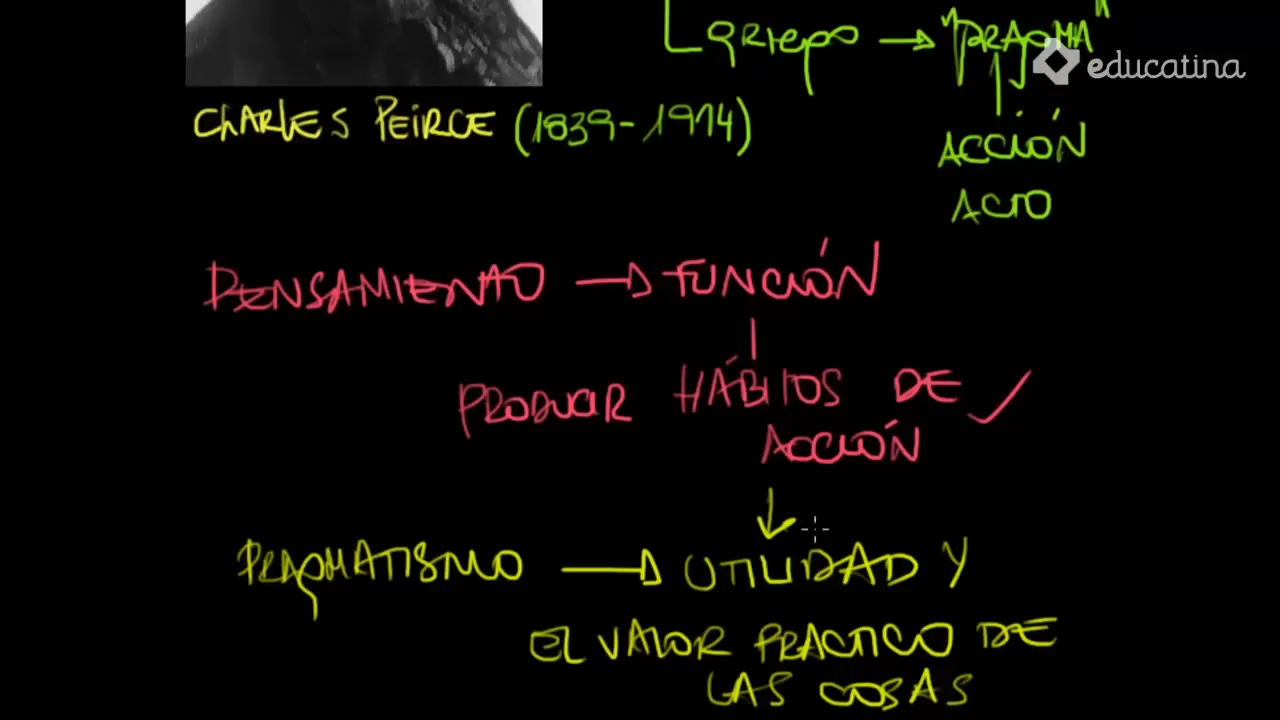 GRIEGO → "PRAGMA"
educatina
CHARLES PEIRCE (1839-1914)
ACCIÓN
ACTO
PENSAMIENTO → FUNCIÓN
PRODUCIR HÁBITOS DE
ACCIÓN
PRAGMATISMO → UTILIDAD Y
EL VALOR PRACTICO DE
LAS COSAS